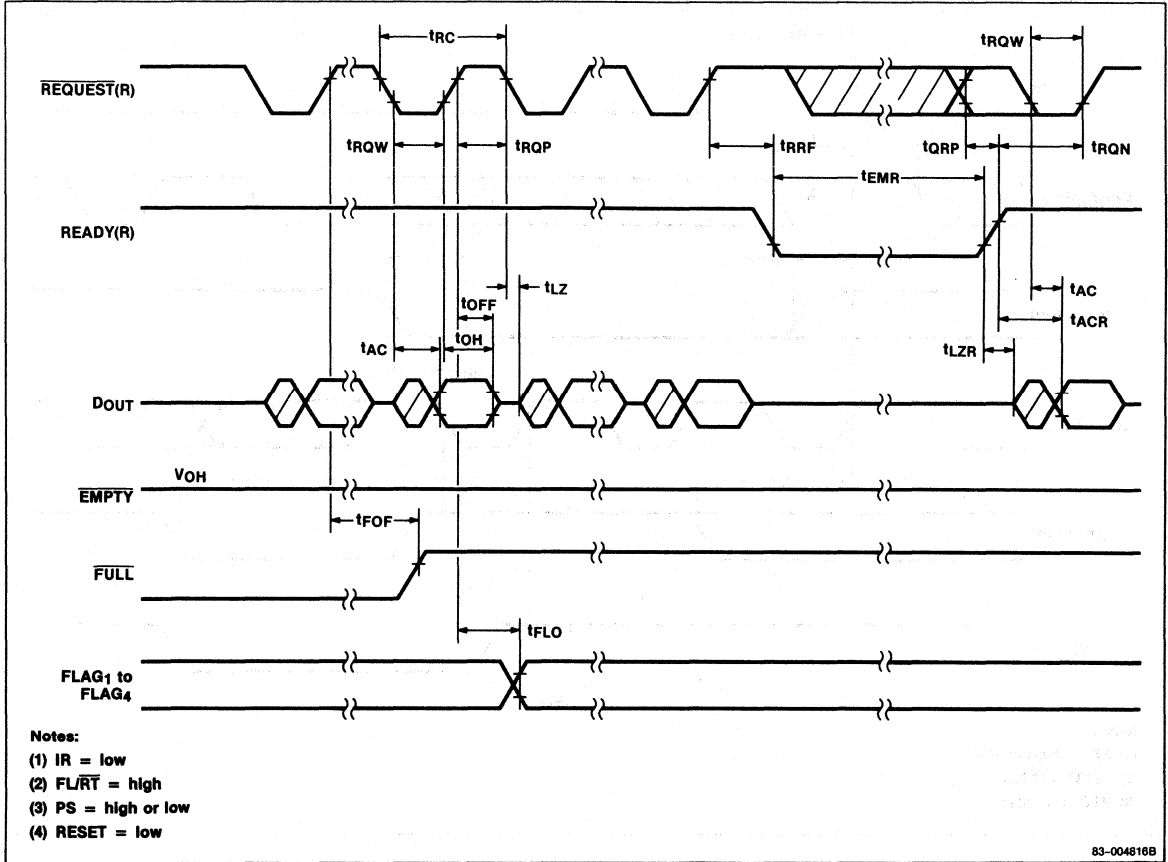 tRC
tRQW
REQUEST(R)
tRQW
tRQP
tRRF
tQRP
tRQN
tEMR
READY(R)
tLZ
tOFF
tAC
tAC
tOH
tACR
tLZR
DOUT
VOH
EMPTY
tFOF
FULL
tFLO
FLAG1 to
FLAG4
Notes:
(1) IR = low
(2) FL/RT = high
(3) PS = high or low
(4) RESET = low
83-004816B